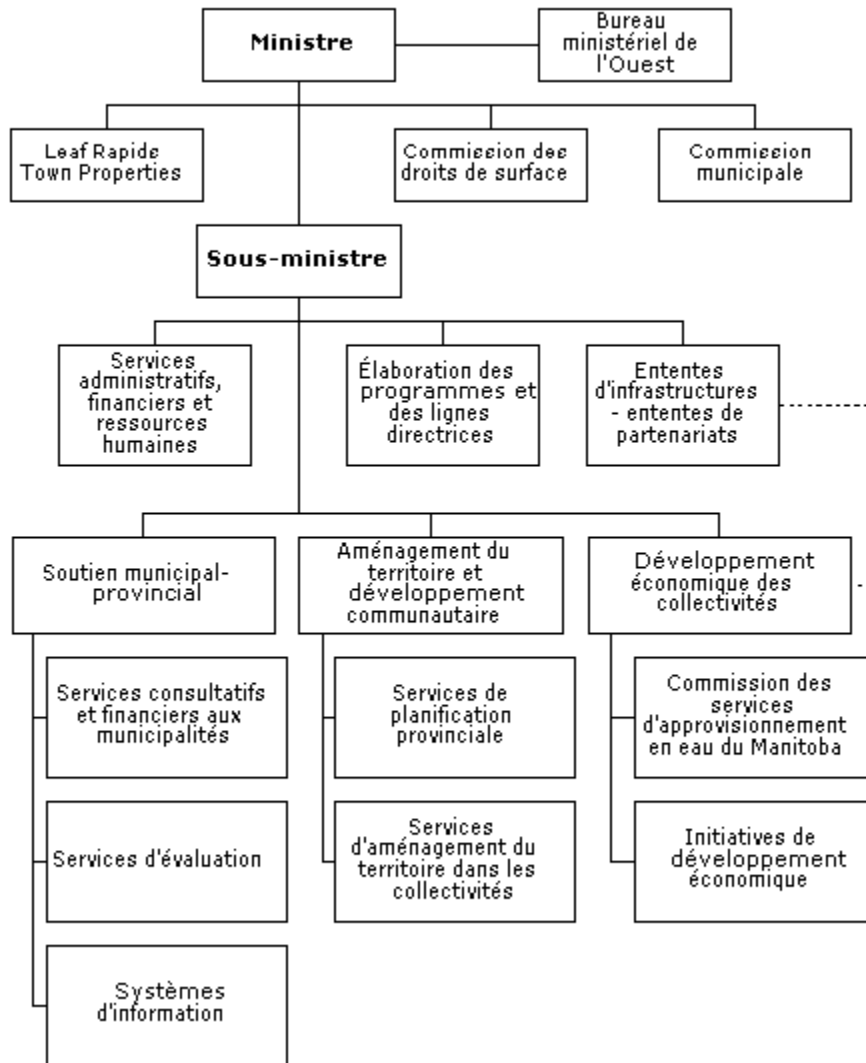 Ministre
Bureau
ministériel de
l'Ouest
Leaf Rapids
Town Properties
Commission des
droits de surface
Commission
municipale
Sous-ministre
Services
administratifs,
financiers et
ressources
humaines
Élaboration des
programmes et
des lignes
directrices
Ententes
d'infrastructures
- ententes de
partenariats
Soutien municipal-
provincial
Aménagement du
territoire et
développement
communautaire
Développement
économique des
collectivités
Services consultatifs
et financiers aux
municipalités
Services de
planification
provinciale
Commission des
services
d'approvisionnement
en eau du Manitoba
Services d'évaluation
Services
d'aménagement du
territoire dans les
collectivités
Initiatives de
développement
économique
Systèmes
d'information